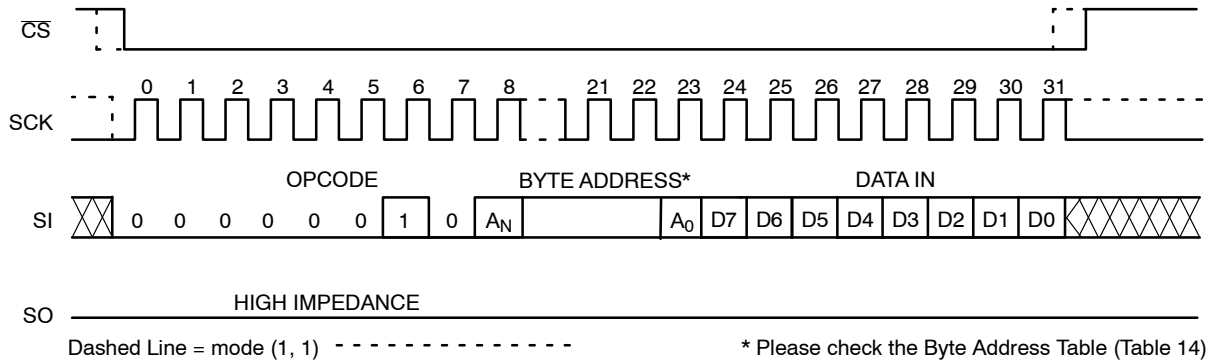 CS
0 1 2 3 4 5 6 7 8 21 22 23 24 25 26 27 28 29 30 31
SCK
OPCODE BYTE ADDRESS* DATA IN
SI 0 0 0 0 0 0 1 0 AN A0 D7 D6 D5 D4 D3 D2 D1 D0
HIGH IMPEDANCE
SO
Dashed Line = mode (1, 1) * Please check the Byte Address Table (Table 14)